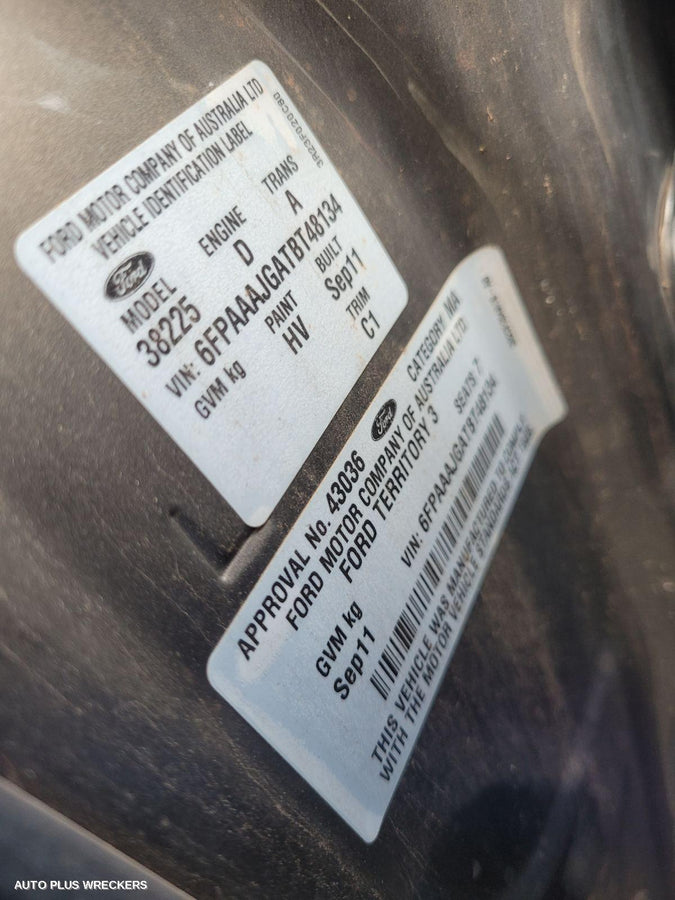 FORD MOTOR COMPANY OF AUSTRALIA LTD
VEHICLE IDENTIFICATION LABEL
Ford
MODEL ENGINE TRANS
38225 D A
VIN: 6FPAAAJGATBT48134
GVM kg PAINT BUILT
HV Sep11
TRIM
C1
APPROVAL No. 43036 Ford CATEGORY MA
FORD MOTOR COMPANY OF AUSTRALIA LTD.
FORD TERRITORY 3 SEATS 7
GVM kg VIN: 6FPAAAJGATBT48134
Sep11
THIS VEHICLE WAS MANUFACTURED TO COMPLY
WITH THE MOTOR VEHICLE STANDARDS ACT 1989.
AUTO PLUS WRECKERS